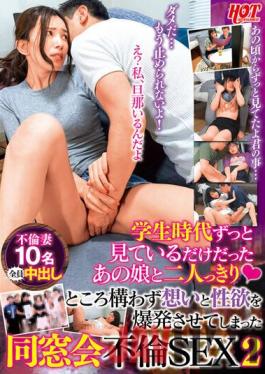 HOT
あの頃からずっと見てたよ君の事…
ダメだ…
もう止められないよ!
え?私、旦那いるんだよ
学生時代ずっと
見ているだけだった
あの娘と二人っきり♥
不倫妻
10名
全員中出し
ところ構わず想いと性欲を
爆発させてしまった
同窓会不倫SEX2